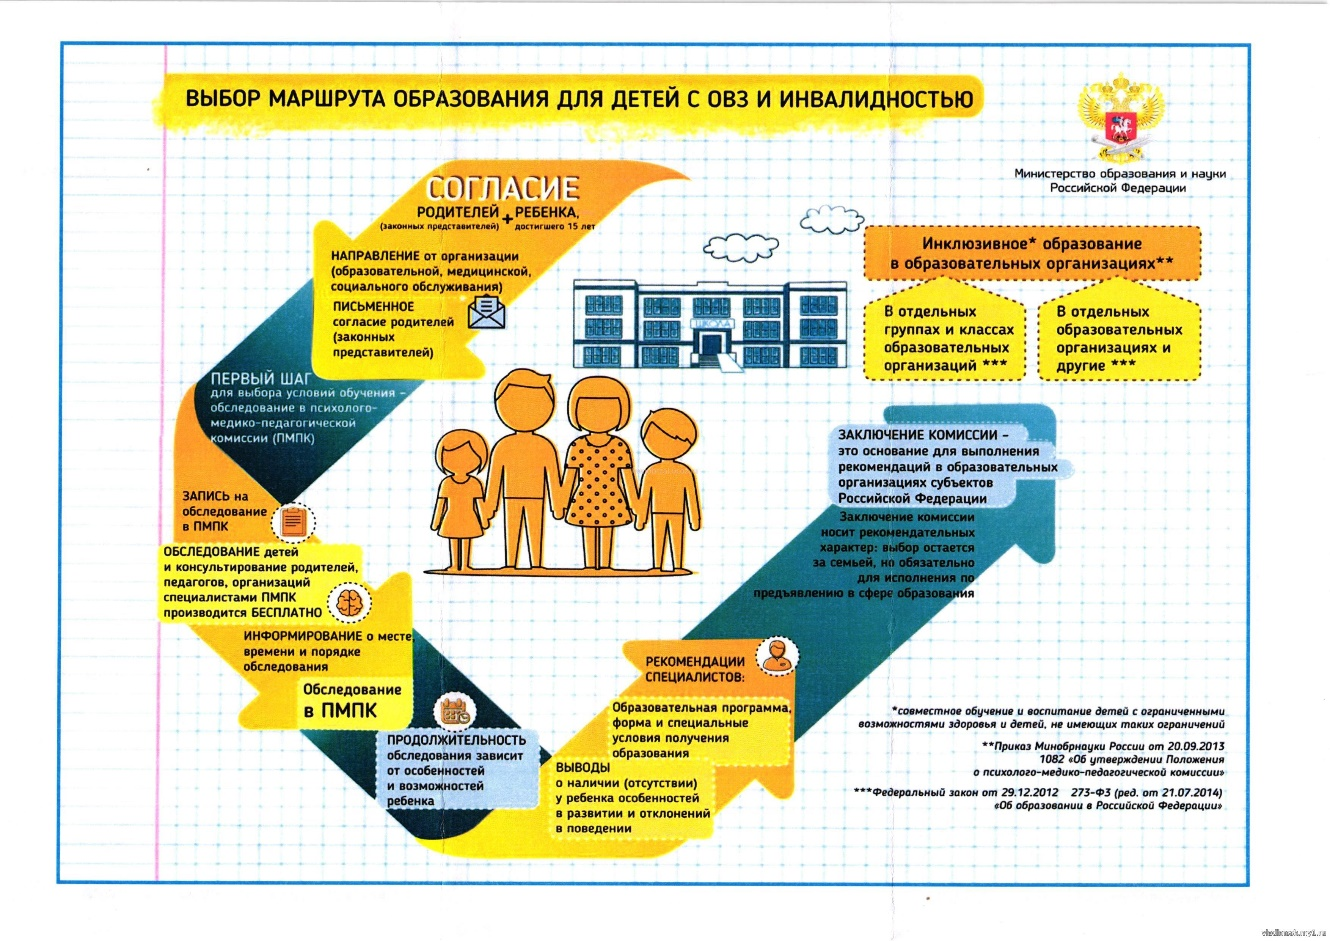 ВЫБОР МАРШРУТА ОБРАЗОВАНИЯ ДЛЯ ДЕТЕЙ С ОВЗ И ИНВАЛИДНОСТЬЮ
Министерство образования и науки
Российской Федерации
СОГЛАСИЕ
РОДИТЕЛЕЙ + РЕБЕНКА,
(законных представителей) достигшего 15 лет
НАПРАВЛЕНИЕ от организации
(образовательной, медицинской,
социального обслуживания)
ПИСЬМЕННОЕ
согласие родителей
(законных
представителей)
ПЕРВЫЙ ШАГ
для выбора условий обучения –
обследование в психолого-
медико-педагогической
комиссии (ПМПК)
ЗАПИСЬ на
обследование
в ПМПК
ОБСЛЕДОВАНИЕ детей
и консультирование родителей,
педагогов, организаций
специалистами ПМПК
производится БЕСПЛАТНО
ИНФОРМИРОВАНИЕ о месте,
времени и порядке
обследования
Обследование
в ПМПК
ПРОДОЛЖИТЕЛЬНОСТЬ
обследования зависит
от особенностей
и возможностей
ребенка
ВЫВОДЫ
о наличии (отсутствии)
у ребенка особенностей
в развитии и отклонений
в поведении
РЕКОМЕНДАЦИИ
СПЕЦИАЛИСТОВ:
Образовательная программа,
форма и специальные
условия получения
образования
ЗАКЛЮЧЕНИЕ КОМИССИИ –
это основание для выполнения
рекомендаций в образовательных
организациях субъектов
Российской Федерации
Заключение комиссии
носит рекомендательных
характер: выбор остается
за семьей, но обязательно
для исполнения по
предъявлению в сфере образования
ШКОЛА
Инклюзивное* образование
в образовательных организациях**
В отдельных
группах и классах
образовательных
организаций ***
В отдельных
образовательных
организациях и
другие ***
*совместное обучение и воспитание детей с ограниченными
возможностями здоровья и детей, не имеющих таких ограничений
**Приказ Минобрнауки России от 20.09.2013
1082 «Об утверждении Положения
о психолого-медико-педагогической комиссии»
***Федеральный закон от 29.12.2012 273-ФЗ (ред. от 21.07.2014)
«Об образовании в Российской Федерации»